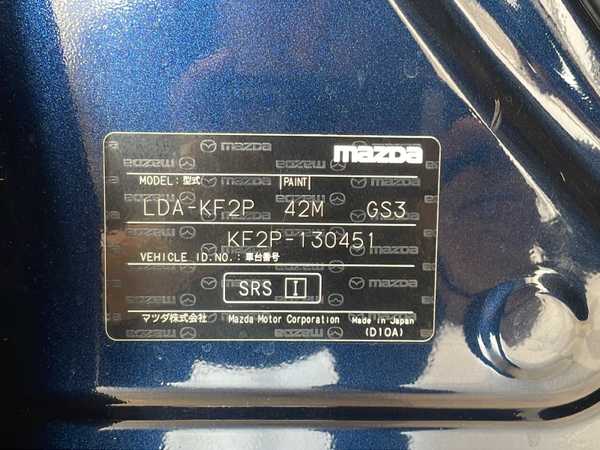 mazda
MODEL:型式 PAINT
LDA-KF2P 42M GS3
KF2P-130451
VEHICLE ID.NO.:車台番号
SRS I
マツダ株式会社 Mazda Motor Corporation Made in Japan
(D10A)